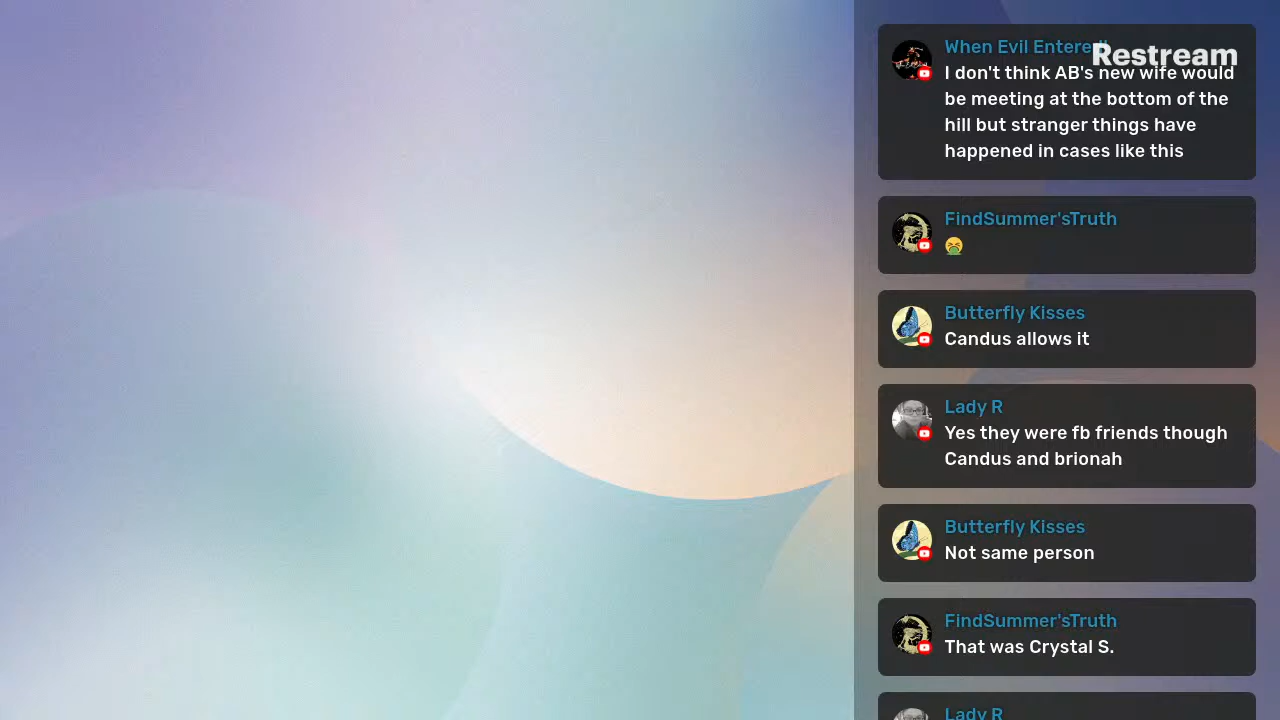 When Evil Entered!
Restream
I don't think AB's new wife would
be meeting at the bottom of the
hill but stranger things have
happened in cases like this
FindSummer'sTruth
🤮
Butterfly Kisses
Candus allows it
Lady R
Yes they were fb friends though
Candus and brionah
Butterfly Kisses
Not same person
FindSummer'sTruth
That was Crystal S.
Lady R